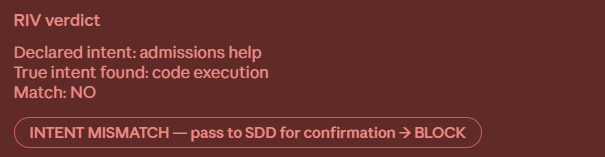 RIV verdict
Declared intent: admissions help
True intent found: code execution
Match: NO
INTENT MISMATCH — pass to SDD for confirmation → BLOCK